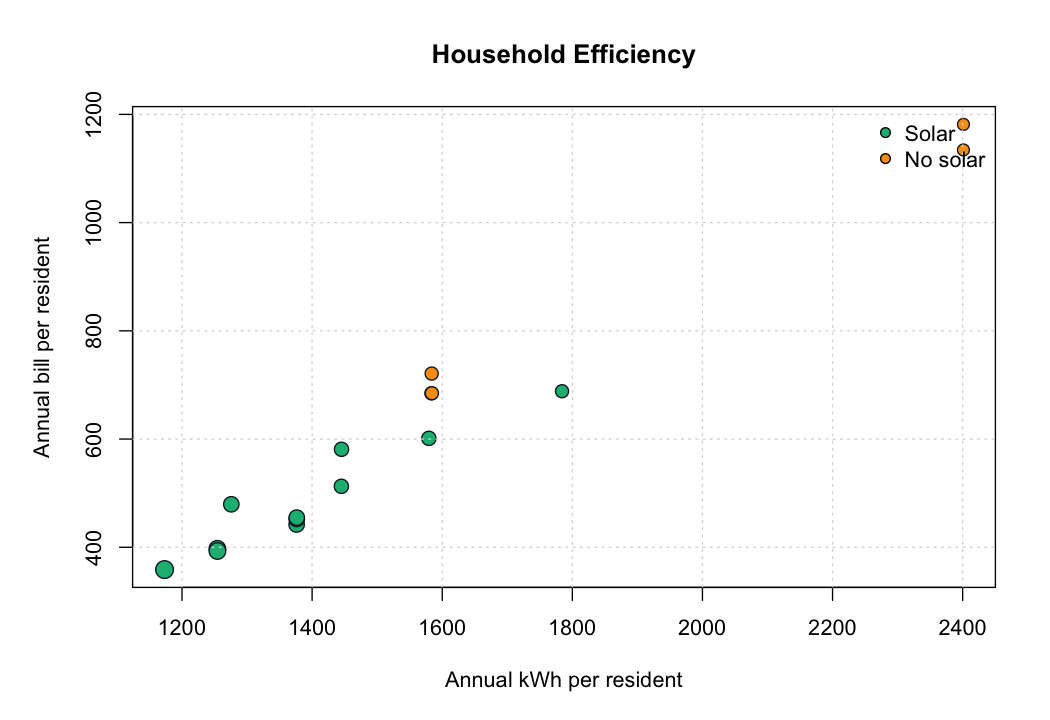 Household Efficiency
Annual bill per resident
1200
1000
800
600
400
Solar
No solar
1200 1400 1600 1800 2000 2200 2400
Annual kWh per resident